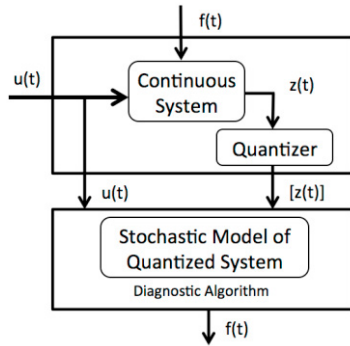 f(t)
u(t)
Continuous
System
z(t)
Quantizer
u(t)
[z(t)]
Stochastic Model of
Quantized System
Diagnostic Algorithm
f(t)